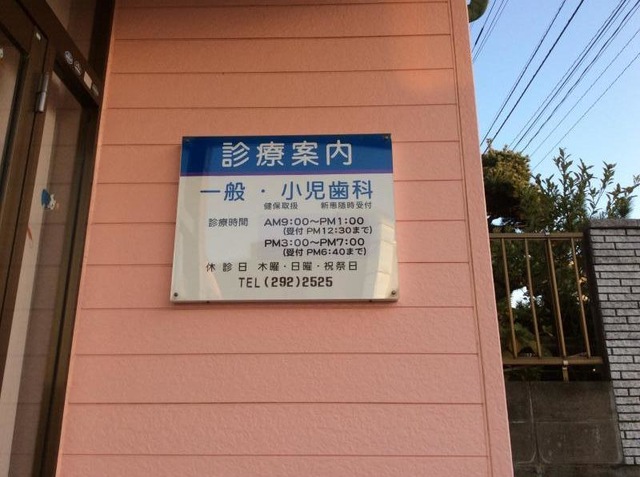 診療案内
一般・小児歯科
健保取扱 新患随時受付
診療時間 AM9:00～PM1:00
(受付 PM12:30まで)
PM3:00～PM7:00
(受付 PM6:40まで)
休診日 木曜・日曜・祝祭日
TEL(292)2525